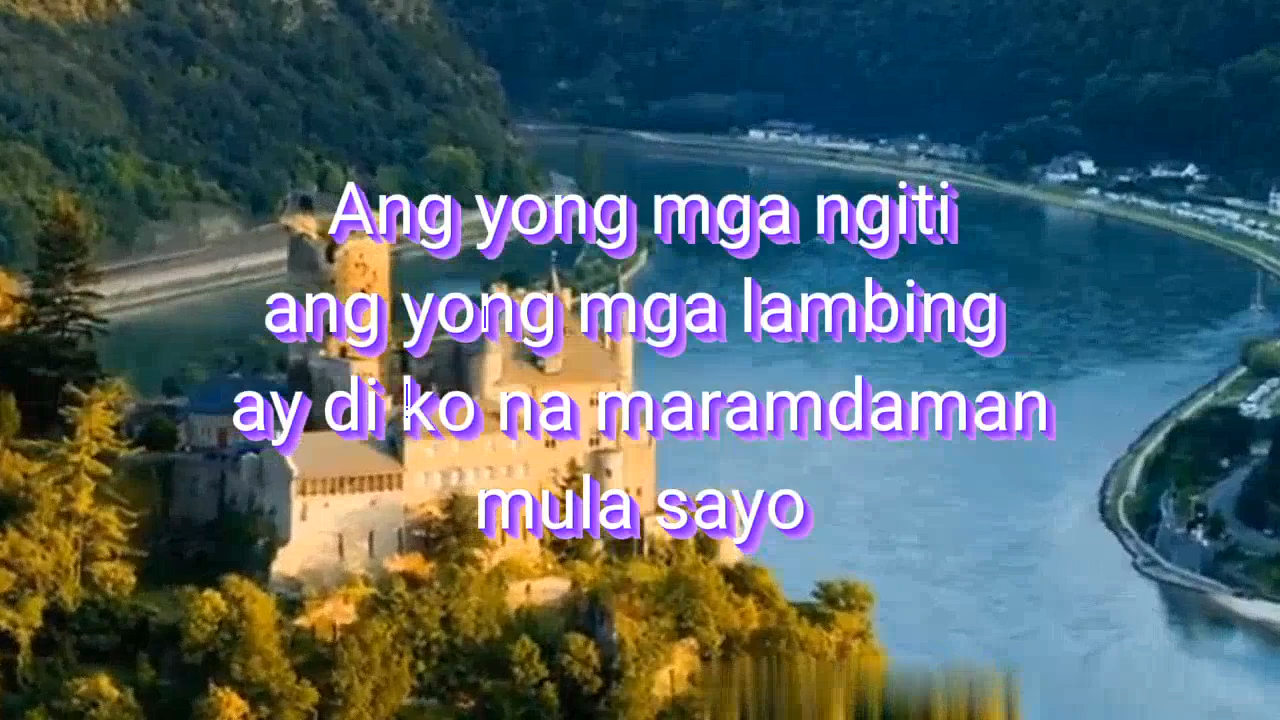 Ang yong mga ngiti
ang yong mga lambing
ay di ko na maramdaman
mula sayo